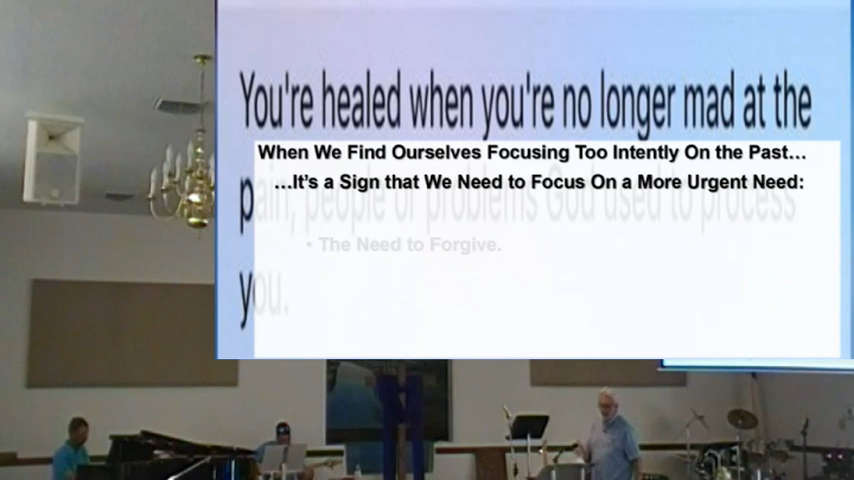 You're healed when you're no longer mad at the
pain, people or problems God used to process
you.
When We Find Ourselves Focusing Too Intently On the Past…
…It's a Sign that We Need to Focus On a More Urgent Need:
• The Need to Forgive.